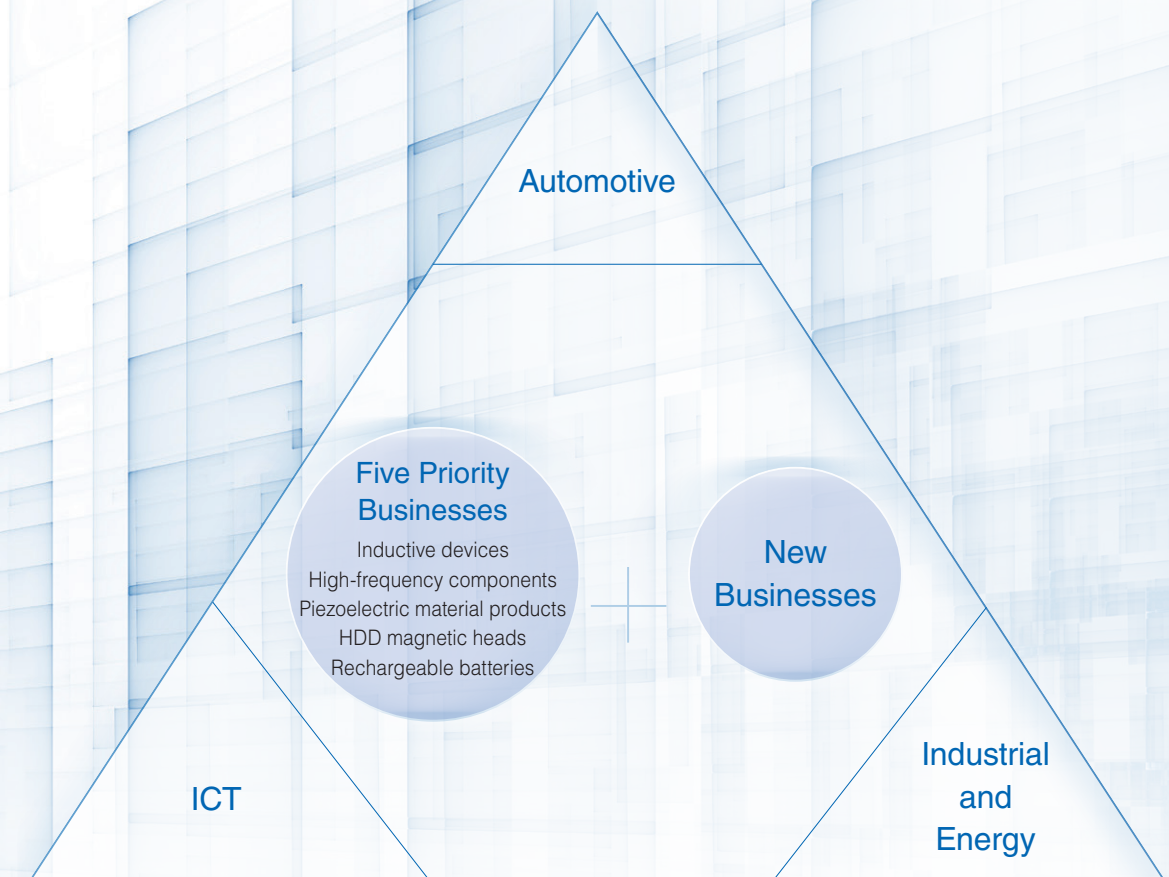 Automotive
Five Priority
Businesses
Inductive devices
High-frequency components
Piezoelectric material products
HDD magnetic heads
Rechargeable batteries
New
Businesses
ICT
Industrial
and
Energy